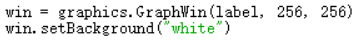 win = graphics.GraphWin(label, 256, 256)
win.setBackground("white")